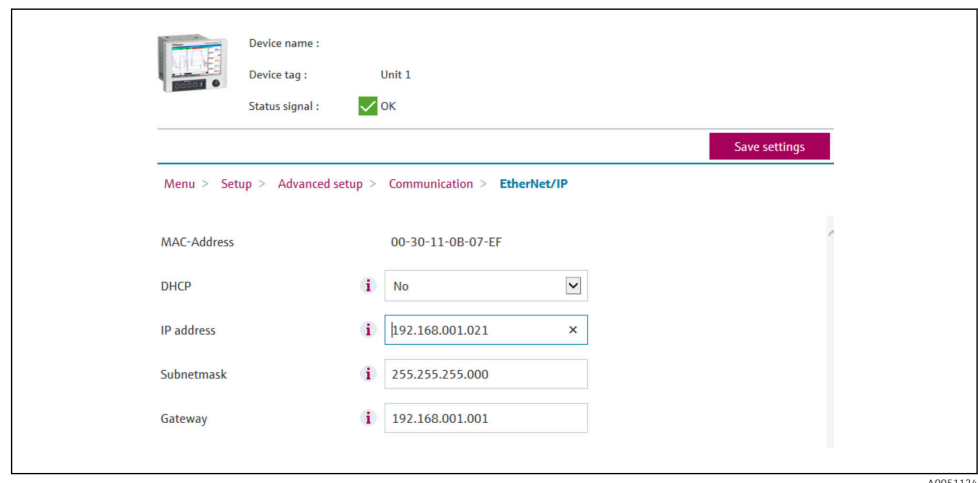 Device name :
Device tag : Unit 1
Status signal : OK
Save settings
Menu > Setup > Advanced setup > Communication > EtherNet/IP
MAC-Address 00-30-11-0B-07-EF
DHCP i No
IP address i 192.168.001.021 ×
Subnetmask i 255.255.255.000
Gateway i 192.168.001.001